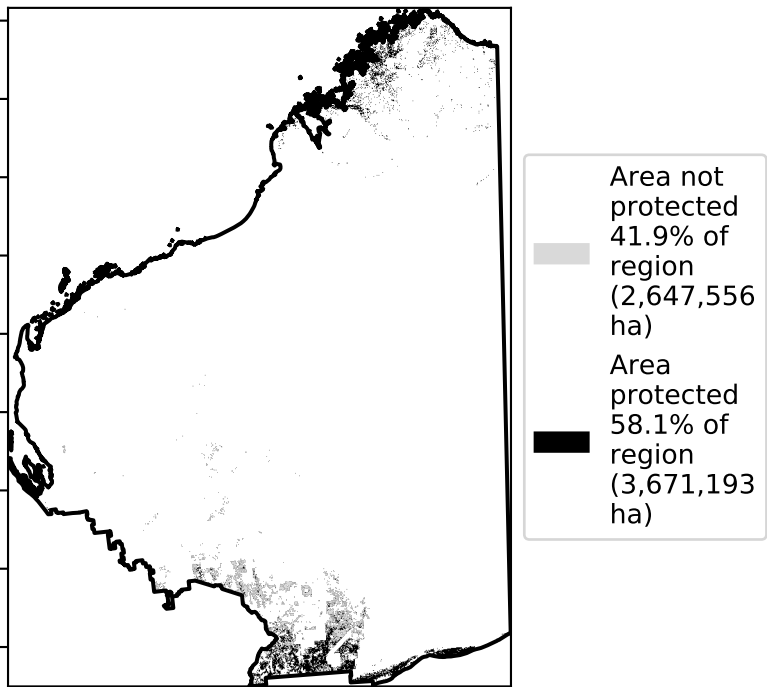 Area not
protected
41.9% of
region
(2,647,556
ha)
Area
protected
58.1% of
region
(3,671,193
ha)